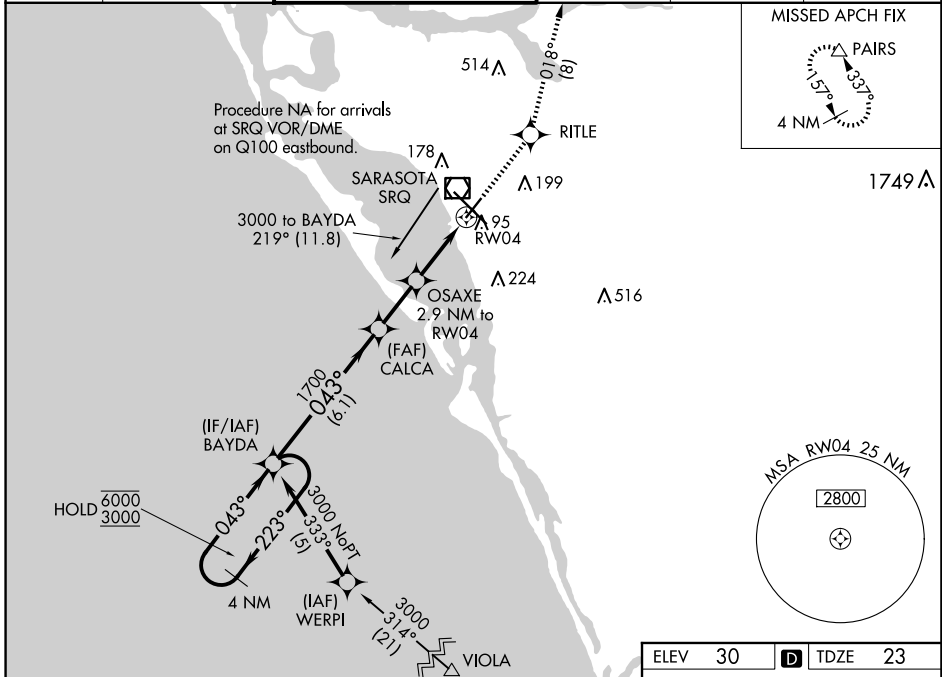 MISSED APCH FIX
PAIRS
157°
337°
4 NM
514
018°
(8)
Procedure NA for arrivals
at SRQ VOR/DME
on Q100 eastbound.
RITLE
178
SARASOTA
SRQ
199
1749
3000 to BAYDA
219° (11.8)
95
RW04
224
OSAXE
2.9 NM to
RW04
516
(FAF)
CALCA
1700
043°
(6.1)
(IF/IAF)
BAYDA
MSA RW04 25 NM
2800
HOLD 6000
3000
043°
223°
3000 NoPT
333°
(5)
4 NM
(IAF)
WERPI
3000
314°
(21)
VIOLA
ELEV 30 D TDZE 23